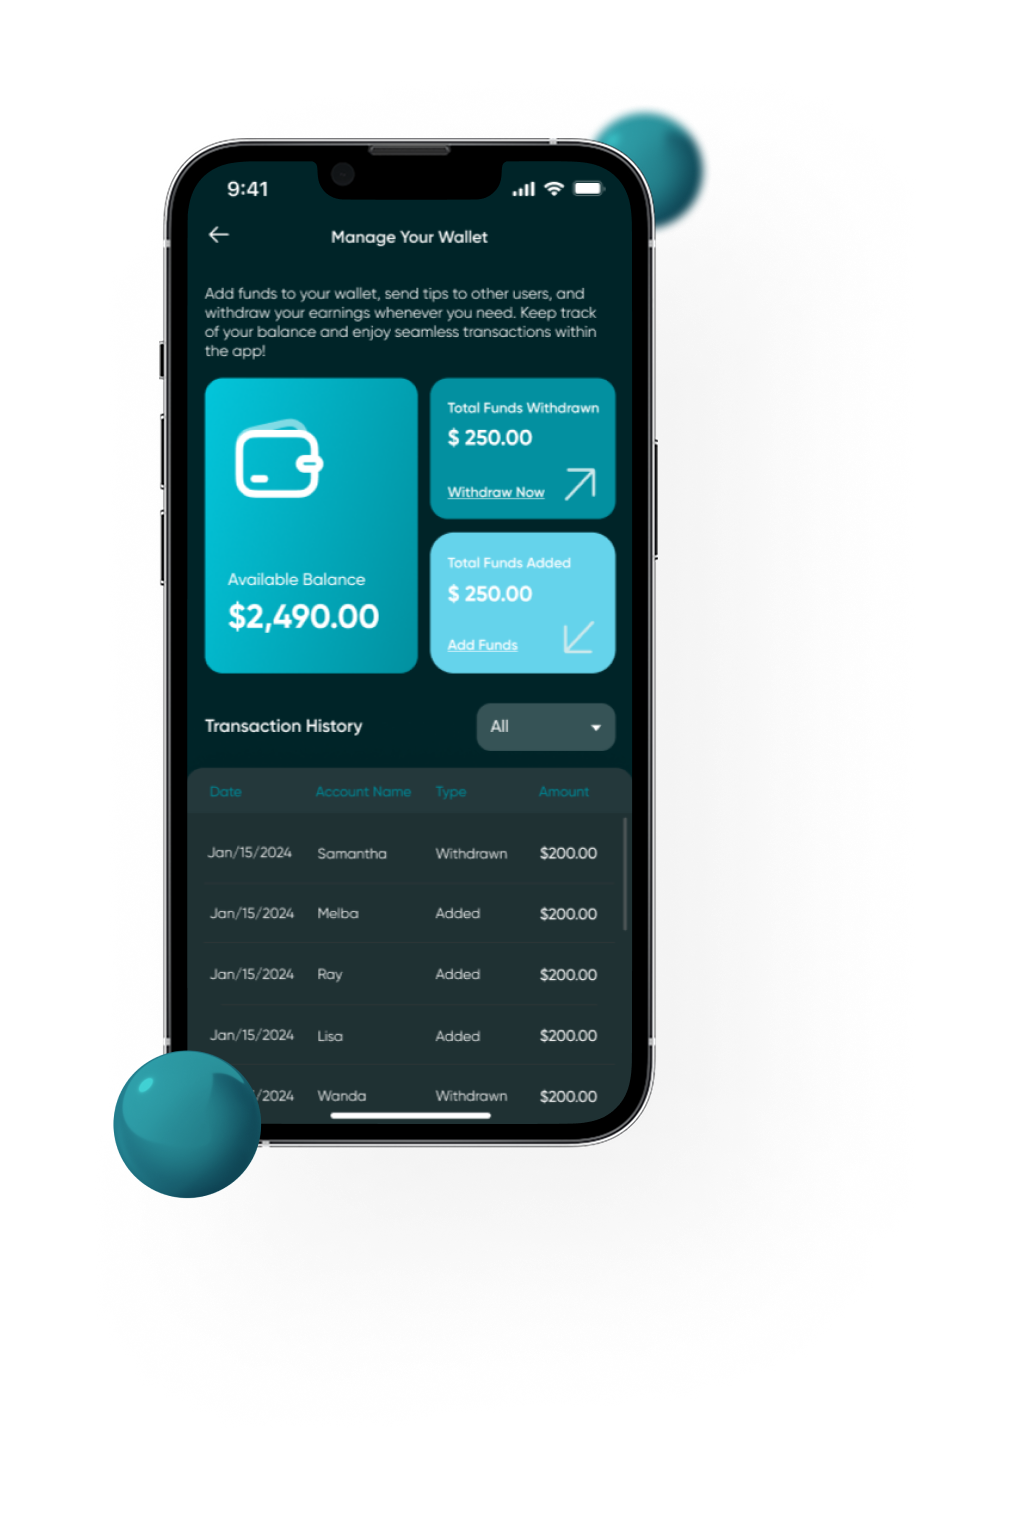 9:41
Manage Your Wallet
Add funds to your wallet, send tips to other users, and
withdraw your earnings whenever you need. Keep track
of your balance and enjoy seamless transactions within
the app!
Available Balance
$2,490.00
Total Funds Withdrawn
$ 250.00
Withdraw Now
Total Funds Added
$ 250.00
Add Funds
Transaction History
All
Date Account Name Type Amount
Jan/15/2024 Samantha Withdrawn $200.00
Jan/15/2024 Melba Added $200.00
Jan/15/2024 Ray Added $200.00
Jan/15/2024 Lisa Added $200.00
/2024 Wanda Withdrawn $200.00